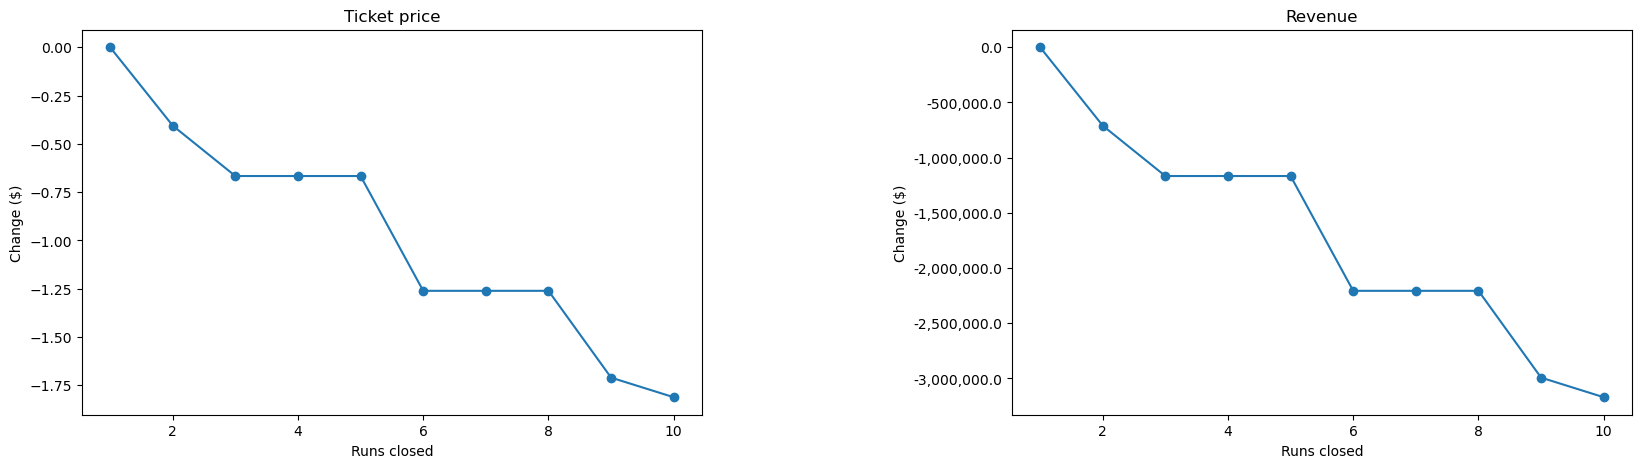 Ticket price
0.00
−0.25
−0.50
−0.75
−1.00
−1.25
−1.50
−1.75
Change ($)
2 4 6 8 10
Runs closed
Revenue
0.0
-500,000.0
-1,000,000.0
-1,500,000.0
-2,000,000.0
-2,500,000.0
-3,000,000.0
Change ($)
2 4 6 8 10
Runs closed